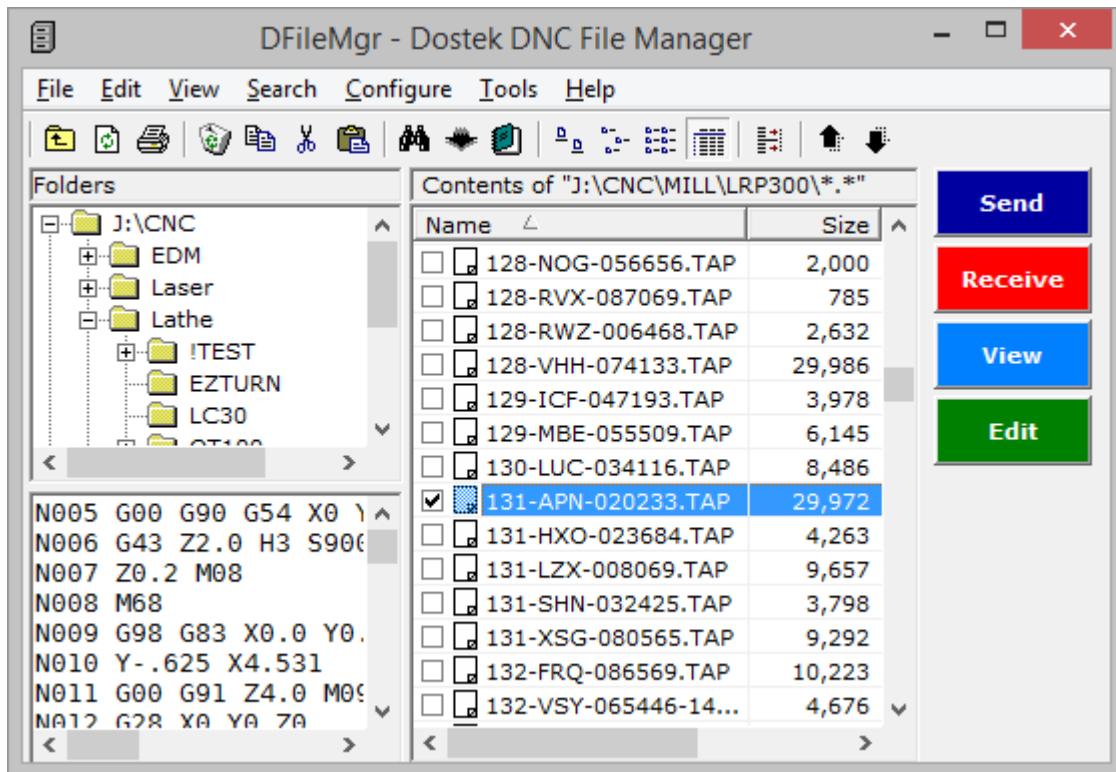 DFileMgr - Dostek DNC File Manager
File Edit View Search Configure Tools Help
Folders
J:\CNC
EDM
Laser
Lathe
!TEST
EZTURN
LC30
N005 G00 G90 G54 X0
N006 G43 Z2.0 H3
N007 Z0.2 M08
N008 M68
N009 G98 G83 X0.0 Y0.
N010 Y-.625 X4.531
N011 G00 G91 Z4.0
N012 G28 X0 Y0 Z0
Contents of "J:\CNC\MILL\LRP300\*.*"
Name Size
128-NOG-056656.TAP 2,000
128-RVX-087069.TAP 785
128-RWZ-006468.TAP 2,632
128-VHH-074133.TAP 29,986
129-ICF-047193.TAP 3,978
129-MBE-055509.TAP 6,145
130-LUC-034116.TAP 8,486
131-APN-020233.TAP 29,972
131-HXO-023684.TAP 4,263
131-LZX-008069.TAP 9,657
131-SHN-032425.TAP 3,798
131-XSG-080565.TAP 9,292
132-FRQ-086569.TAP 10,223
132-VSY-065446-14... 4,676
Send
Receive
View
Edit